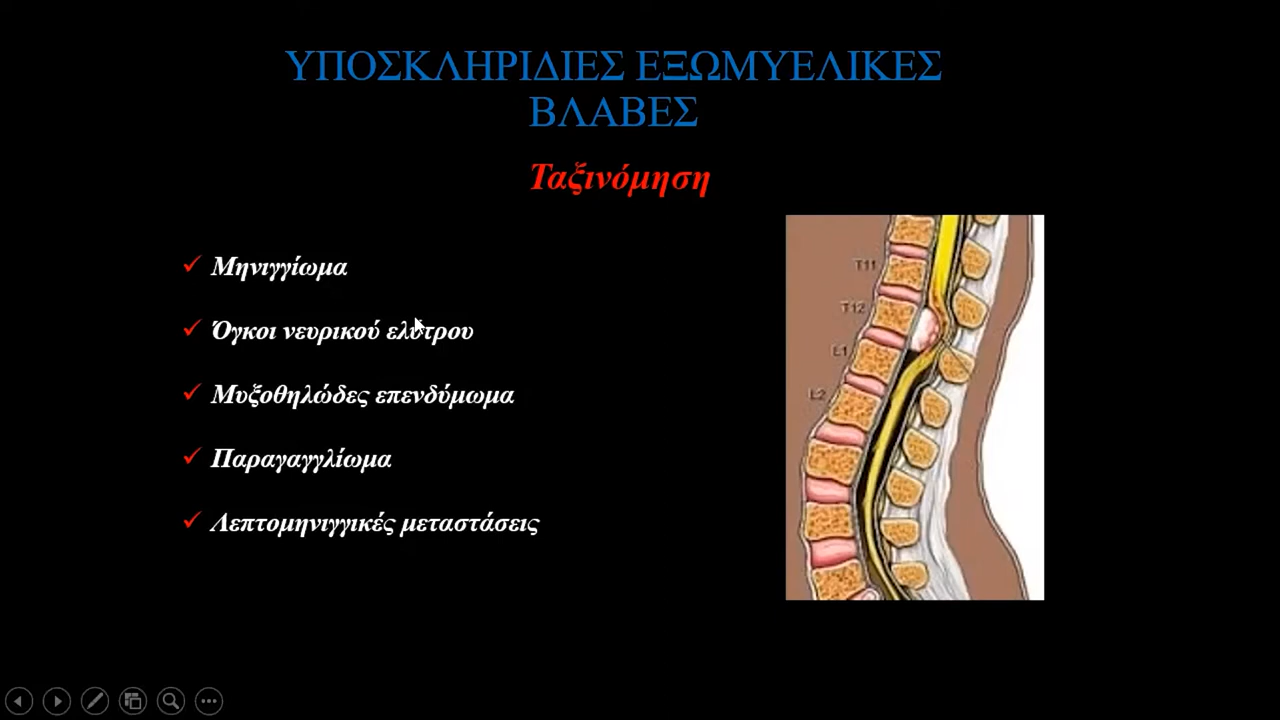 ΥΠΟΣΚΛΗΡΙΔΙΕΣ ΕΞΩΜΥΕΛΙΚΕΣ
ΒΛΑΒΕΣ
Ταξινόμηση
Μηνιγγίωμα
Όγκοι νευρικού ελύτρου
Μυξοθηλώδες επενδύμωμα
Παραγαγγλίωμα
Λεπτομηνιγγικές μεταστάσεις
T11
T12
L1
L2